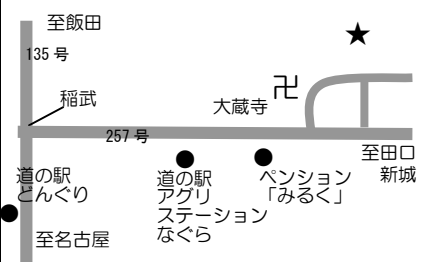 至飯田
135号
稲武
大蔵寺
卍
257号
至田口
新城
道の駅
どんぐり
道の駅
アグリ
ステーション
なぐら
ペンション
「みるく」
至名古屋
★